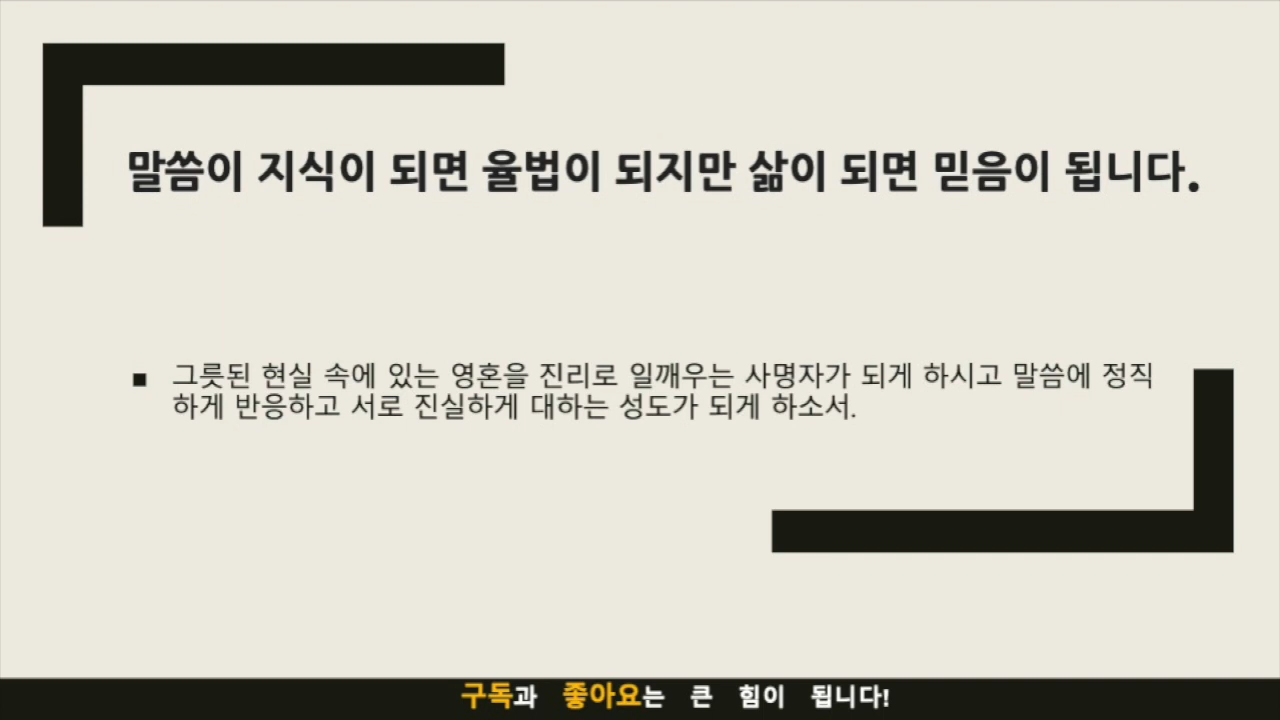 말씀이 지식이 되면 율법이 되지만 삶이 되면 믿음이 됩니다.
■ 그릇된 현실 속에 있는 영혼을 진리로 일깨우는 사명자가 되게 하시고 말씀에 정직
하게 반응하고 서로 진실하게 대하는 성도가 되게 하소서.
구독과 좋아요는 큰 힘이 됩니다!